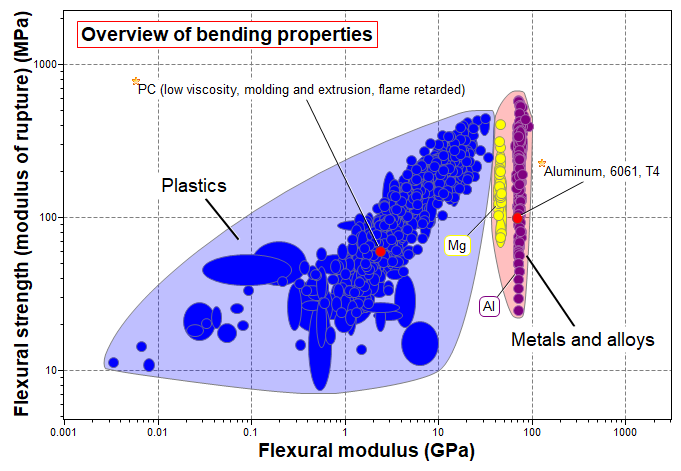 Overview of bending properties
Flexural strength (modulus of rupture) (MPa)
1000
100
10
PC (low viscosity, molding and extrusion, flame retarded)
Plastics
Aluminum, 6061, T4
Mg
Al
Metals and alloys
0.001
0.01
0.1
1
10
100
1000
Flexural modulus (GPa)